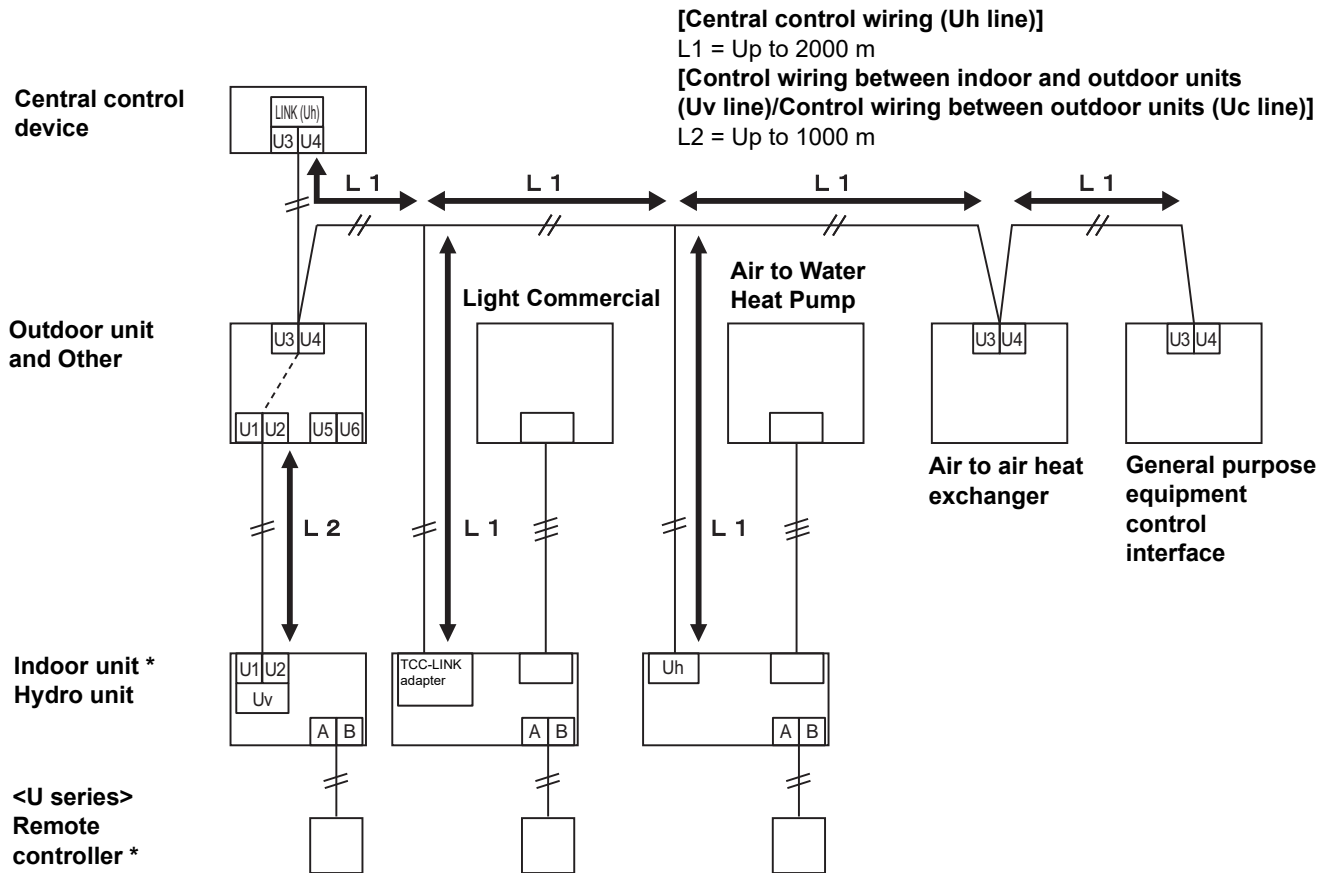 [Central control wiring (Uh line)]
L1 = Up to 2000 m
[Control wiring between indoor and outdoor units
(Uv line)/Control wiring between outdoor units (Uc line)]
L2 = Up to 1000 m
Central control
device
LINK (Uh)
U3 U4
L 1
L 1
L 1
L 1
Light Commercial
Air to Water
Heat Pump
Outdoor unit
and Other
U3 U4
U1 U2
U5 U6
U3 U4
U3 U4
Air to air heat
exchanger
General purpose
equipment
control
interface
L 2
L 1
L 1
Indoor unit *
Hydro unit
U1 U2
Uv
A B
TCC-LINK
adapter
A B
Uh
A B
<U series>
Remote
controller *